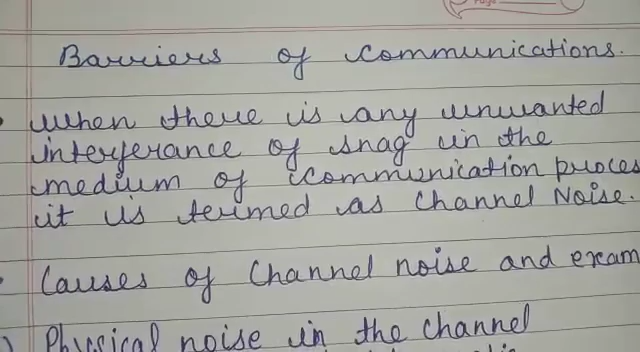 Barriers of communications.
when there is any unwanted
interferance of snag in the
medium of communication proces
it is termed as Channel Noise.
Causes of Channel noise and exam
Physical noise in the channel